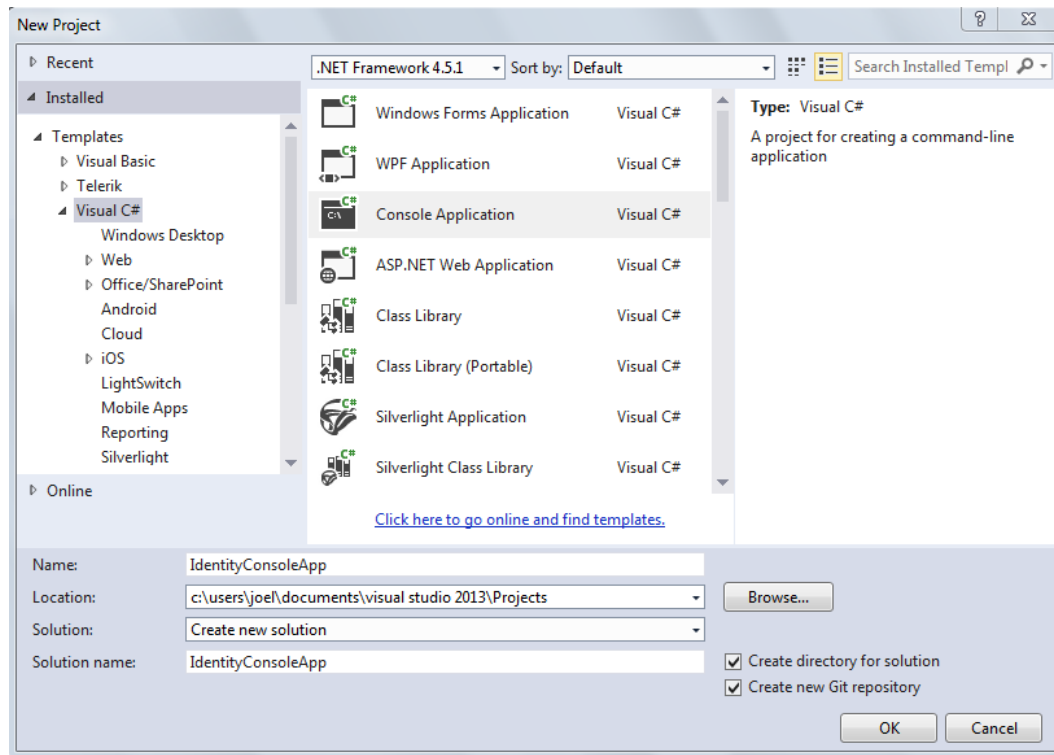 New Project
Recent
.NET Framework 4.5.1 Sort by: Default Search Installed Templ
Installed
Templates
Visual Basic
Telerik
Visual C#
Windows Desktop
Web
Office/SharePoint
Android
Cloud
iOS
LightSwitch
Mobile Apps
Reporting
Silverlight
Online
C# Windows Forms Application Visual C#
C# WPF Application Visual C#
C# C:\ Console Application Visual C#
C# ASP.NET Web Application Visual C#
C# Class Library Visual C#
C# Class Library (Portable) Visual C#
C# Silverlight Application Visual C#
C# Silverlight Class Library Visual C#
Click here to go online and find templates.
Type: Visual C#
A project for creating a command-line
application
Name: IdentityConsoleApp
Location: c:\users\joel\documents\visual studio 2013\Projects Browse...
Solution: Create new solution
Solution name: IdentityConsoleApp
Create directory for solution
Create new Git repository
OK Cancel